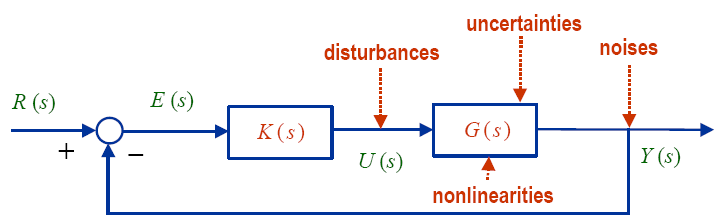 uncertainties
disturbances
noises
R (s)
E (s)
K(s)
G(s)
+
−
U(s)
Y(s)
nonlinearities